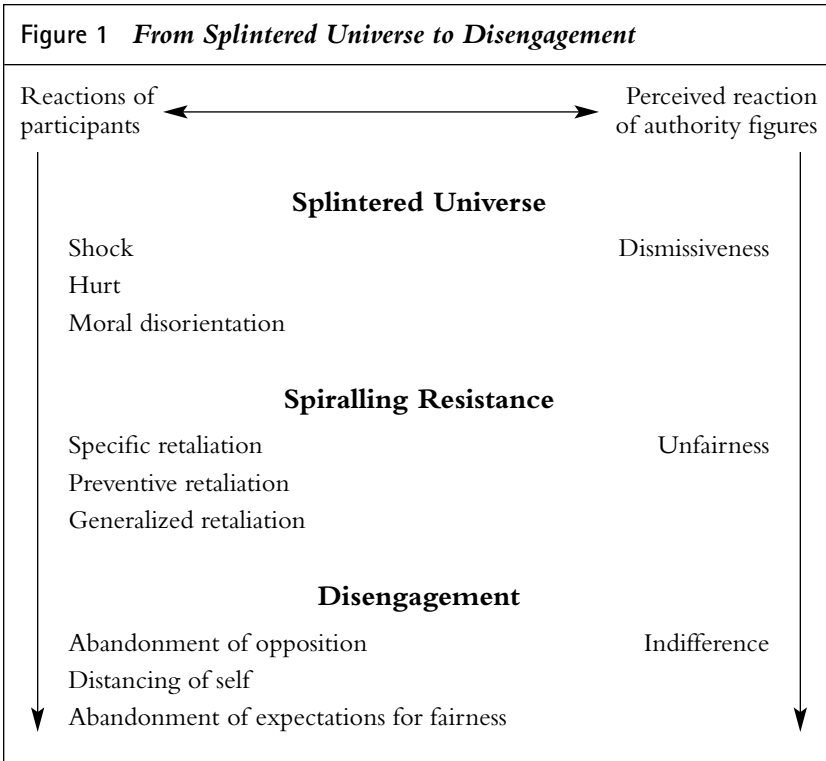 Figure 1 From Splintered Universe to Disengagement
Reactions of participants
Perceived reaction of authority figures
Splintered Universe
Shock Dismissiveness
Hurt
Moral disorientation
Spiralling Resistance
Specific retaliation Unfairness
Preventive retaliation
Generalized retaliation
Disengagement
Abandonment of opposition Indifference
Distancing of self
Abandonment of expectations for fairness